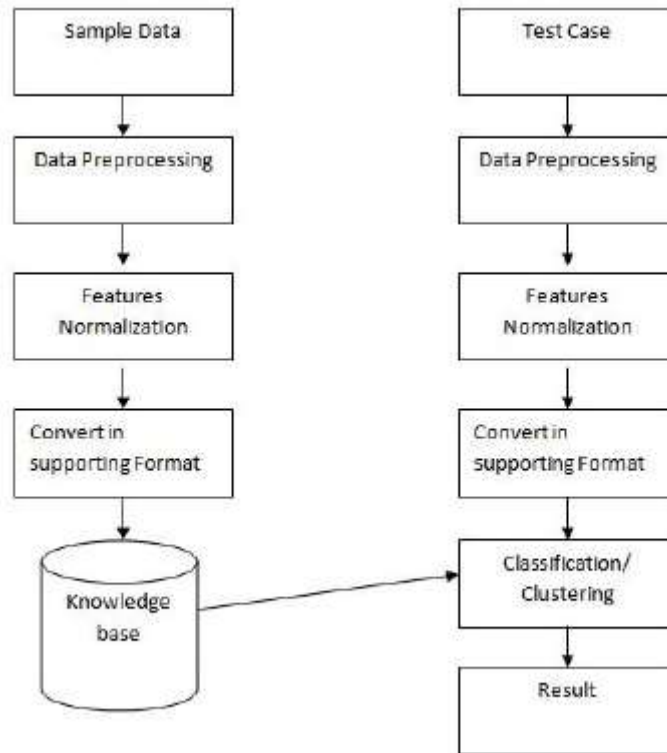 Sample Data
Data Preprocessing
Features
Normalization
Convert in
supporting Format
Knowledge
base
Test Case
Data Preprocessing
Features
Normalization
Convert in
supporting Format
Classification/
Clustering
Result